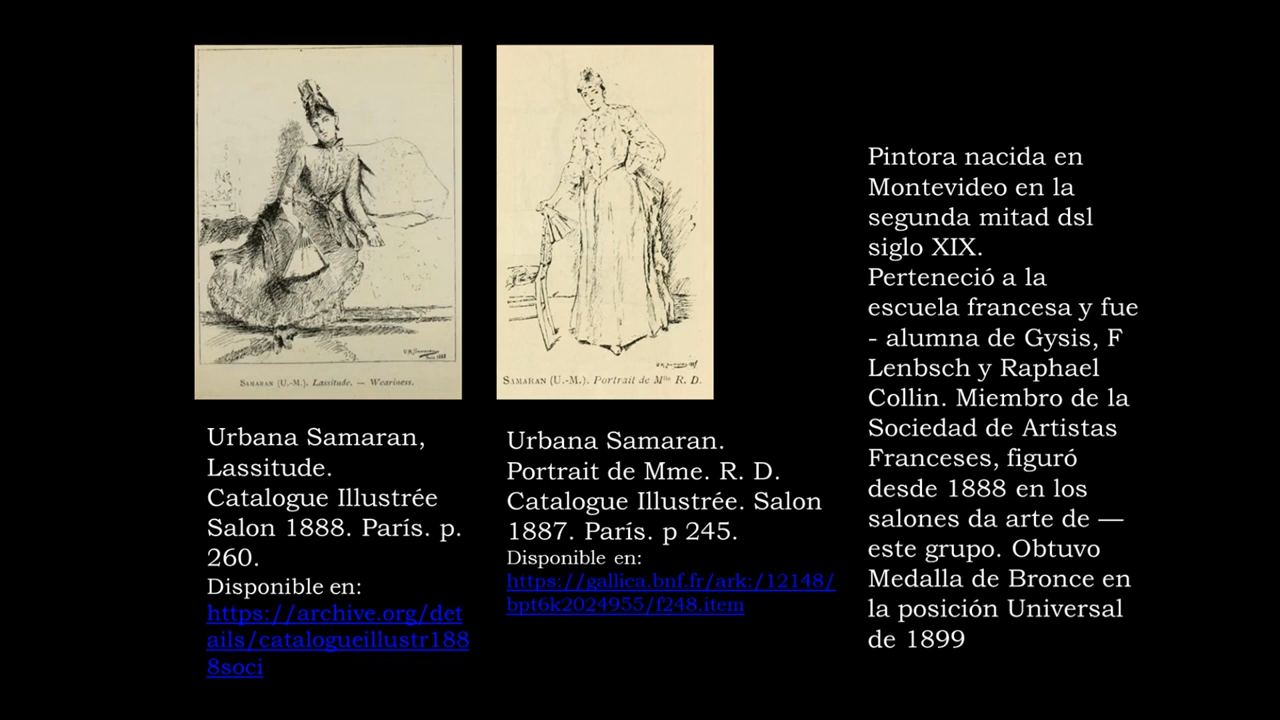 SAMARAN (U.-M.). Lassitude. — Weariness.
Urbana Samaran,
Lassitude.
Catalogue Illustrée
Salon 1888. París. p.
260.
Disponible en:
https://archive.org/det
ails/catalogueillustr188
8soci
SAMARAN (U.-M.). Portrait de Mlle R. D.
Urbana Samaran.
Portrait de Mme. R. D.
Catalogue Illustrée. Salon
1887. París. p 245.
Disponible en:
https://gallica.bnf.fr/ark:/12148/
bpt6k2024955/f248.item
Pintora nacida en
Montevideo en la
segunda mitad dsl
siglo XIX.
Perteneció a la
escuela francesa y fue
- alumna de Gysis, F
Lenbsch y Raphael
Collin. Miembro de la
Sociedad de Artistas
Franceses, figuró
desde 1888 en los
salones da arte de —
este grupo. Obtuvo
Medalla de Bronce en
la posición Universal
de 1899